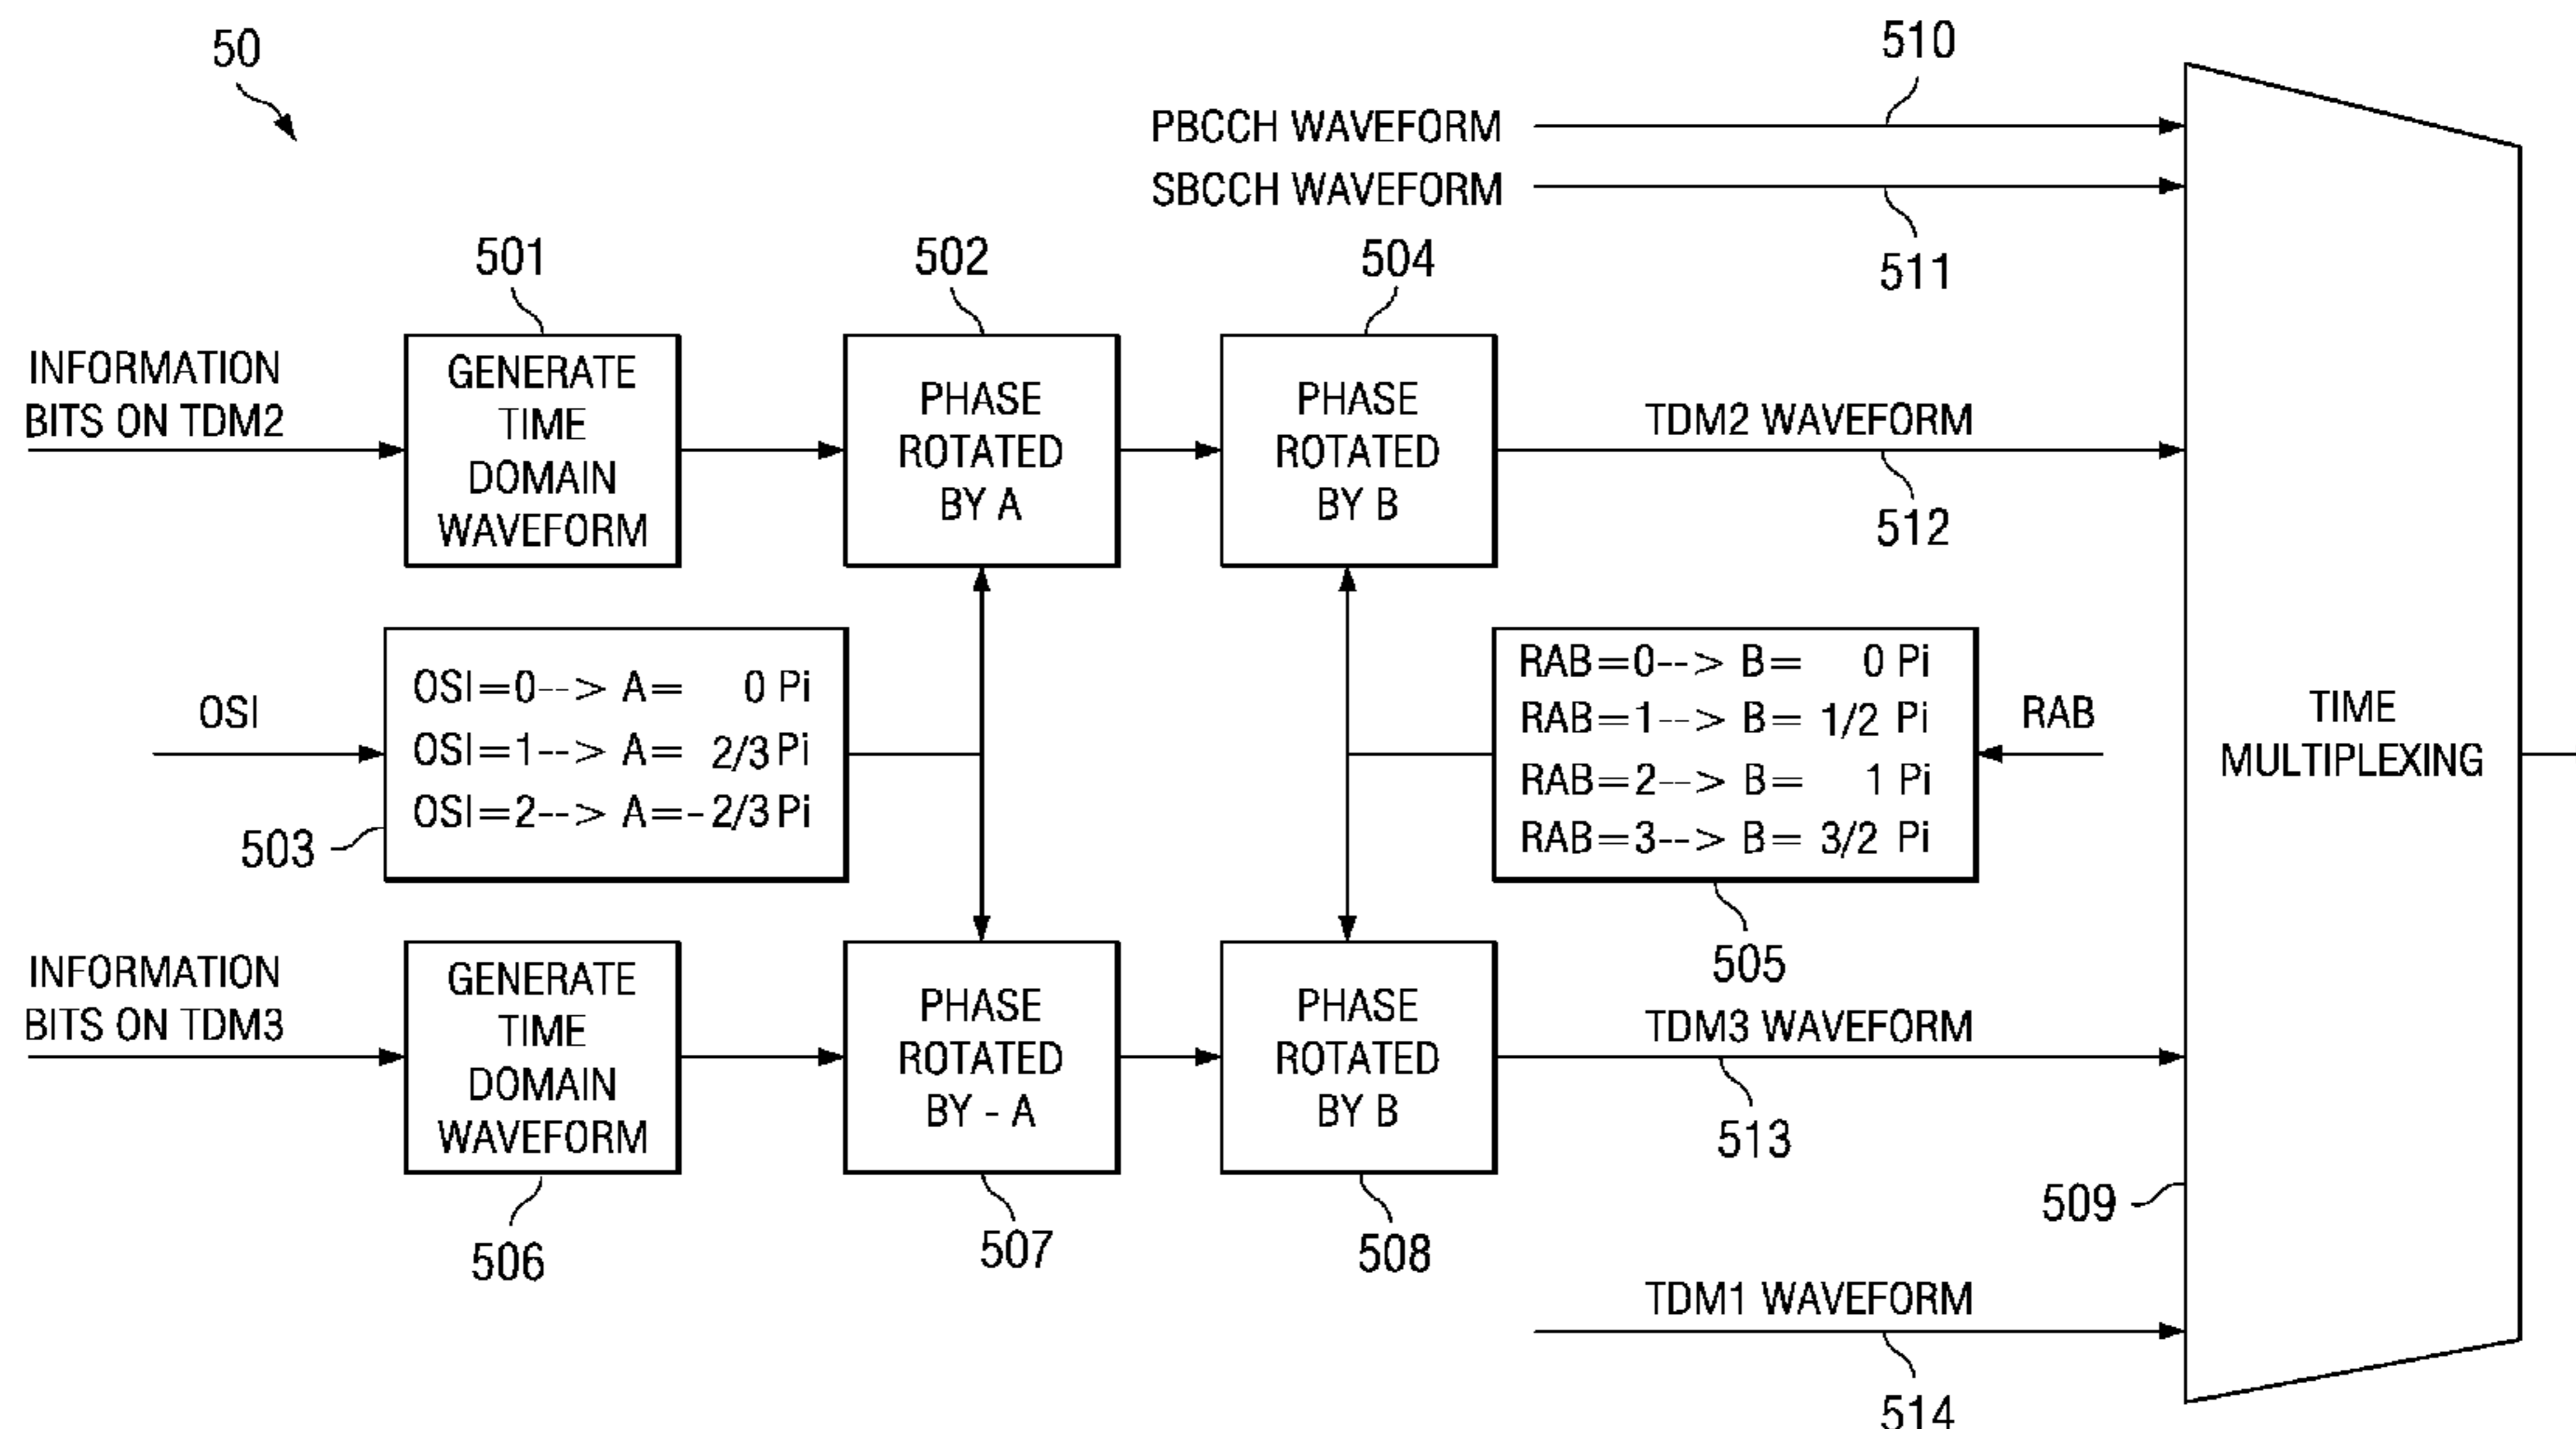 50
510
PBCCH WAVEFORM
SBCCH WAVEFORM
511
501
502
504
INFORMATION
BITS ON TDM2
GENERATE
TIME
DOMAIN
WAVEFORM
PHASE
ROTATED
BY A
PHASE
ROTATED
BY B
TDM2 WAVEFORM
512
OSI
OSI=0--> A= 0 Pi
OSI=1--> A= 2/3 Pi
OSI=2--> A=- 2/3 Pi
503
RAB=0--> B= 0 Pi
RAB=1--> B= 1/2 Pi
RAB=2--> B= 1 Pi
RAB=3--> B= 3/2 Pi
505
RAB
TIME
MULTIPLEXING
INFORMATION
BITS ON TDM3
GENERATE
TIME
DOMAIN
WAVEFORM
PHASE
ROTATED
BY - A
PHASE
ROTATED
BY B
TDM3 WAVEFORM
513
509
506
507
508
TDM1 WAVEFORM
514